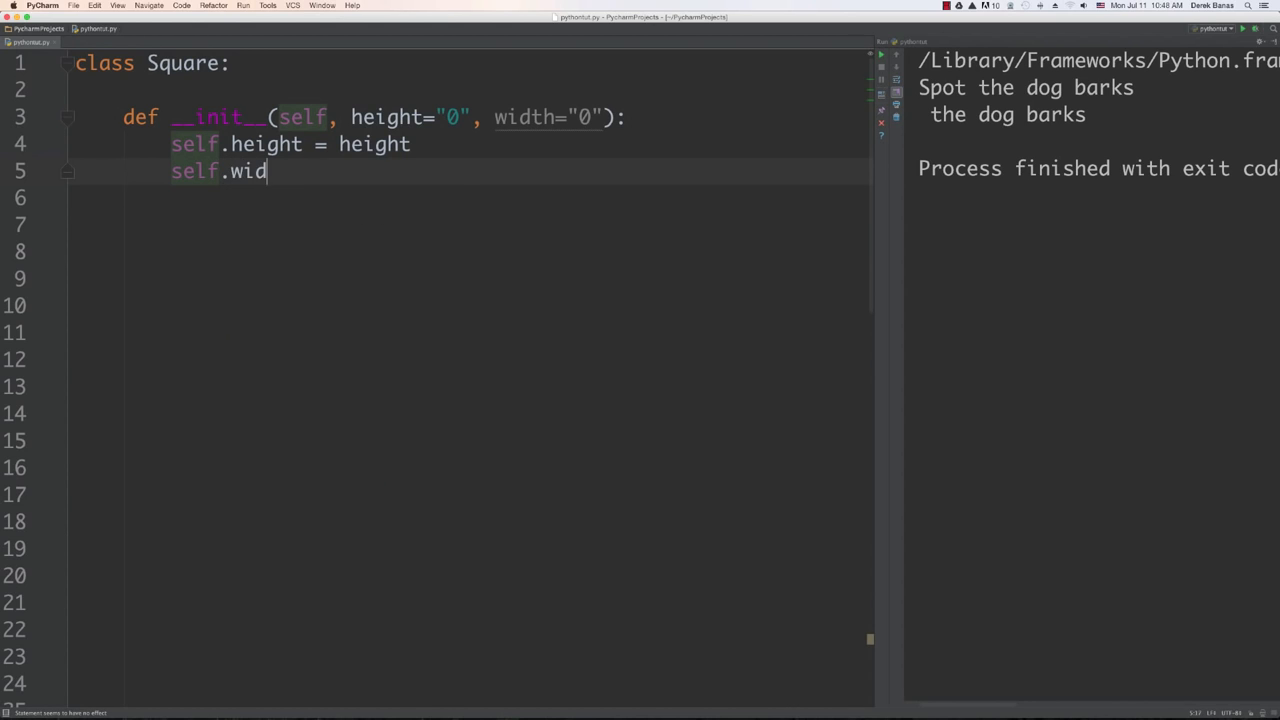 PyCharm File Edit View Navigate Code Refactor Run Tools VCS Window Help 10 Mon Jul 11 10:48 AM Derek Banas
pythontut.py - PycharmProjects - [~/PycharmProjects]
PycharmProjects pythontut.py pythontut
pythontut.py Run: pythontut
1 class Square:
2
3 def __init__(self, height="0", width="0"):
4 self.height = height
5 self.wid
6
7
8
9
10
11
12
13
14
15
16
17
18
19
20
21
22
23
24
25
/Library/Frameworks/Python.fra
Spot the dog barks
the dog barks
Process finished with exit cod
Statement seems to have no effect 5:17 LF÷ UTF-8÷